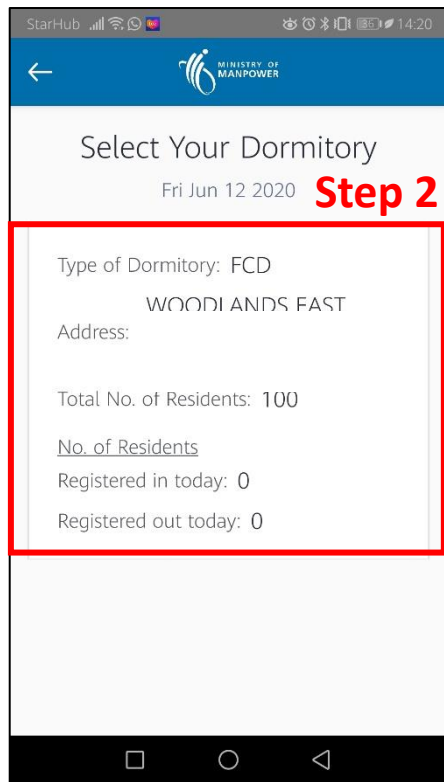 StarHub 86 14:20
MINISTRY OF
MANPOWER
Select Your Dormitory
Fri Jun 12 2020
Step 2
Type of Dormitory: FCD
WOODLANDS EAST
Address:
Total No. of Residents: 100
No. of Residents
Registered in today: 0
Registered out today: 0